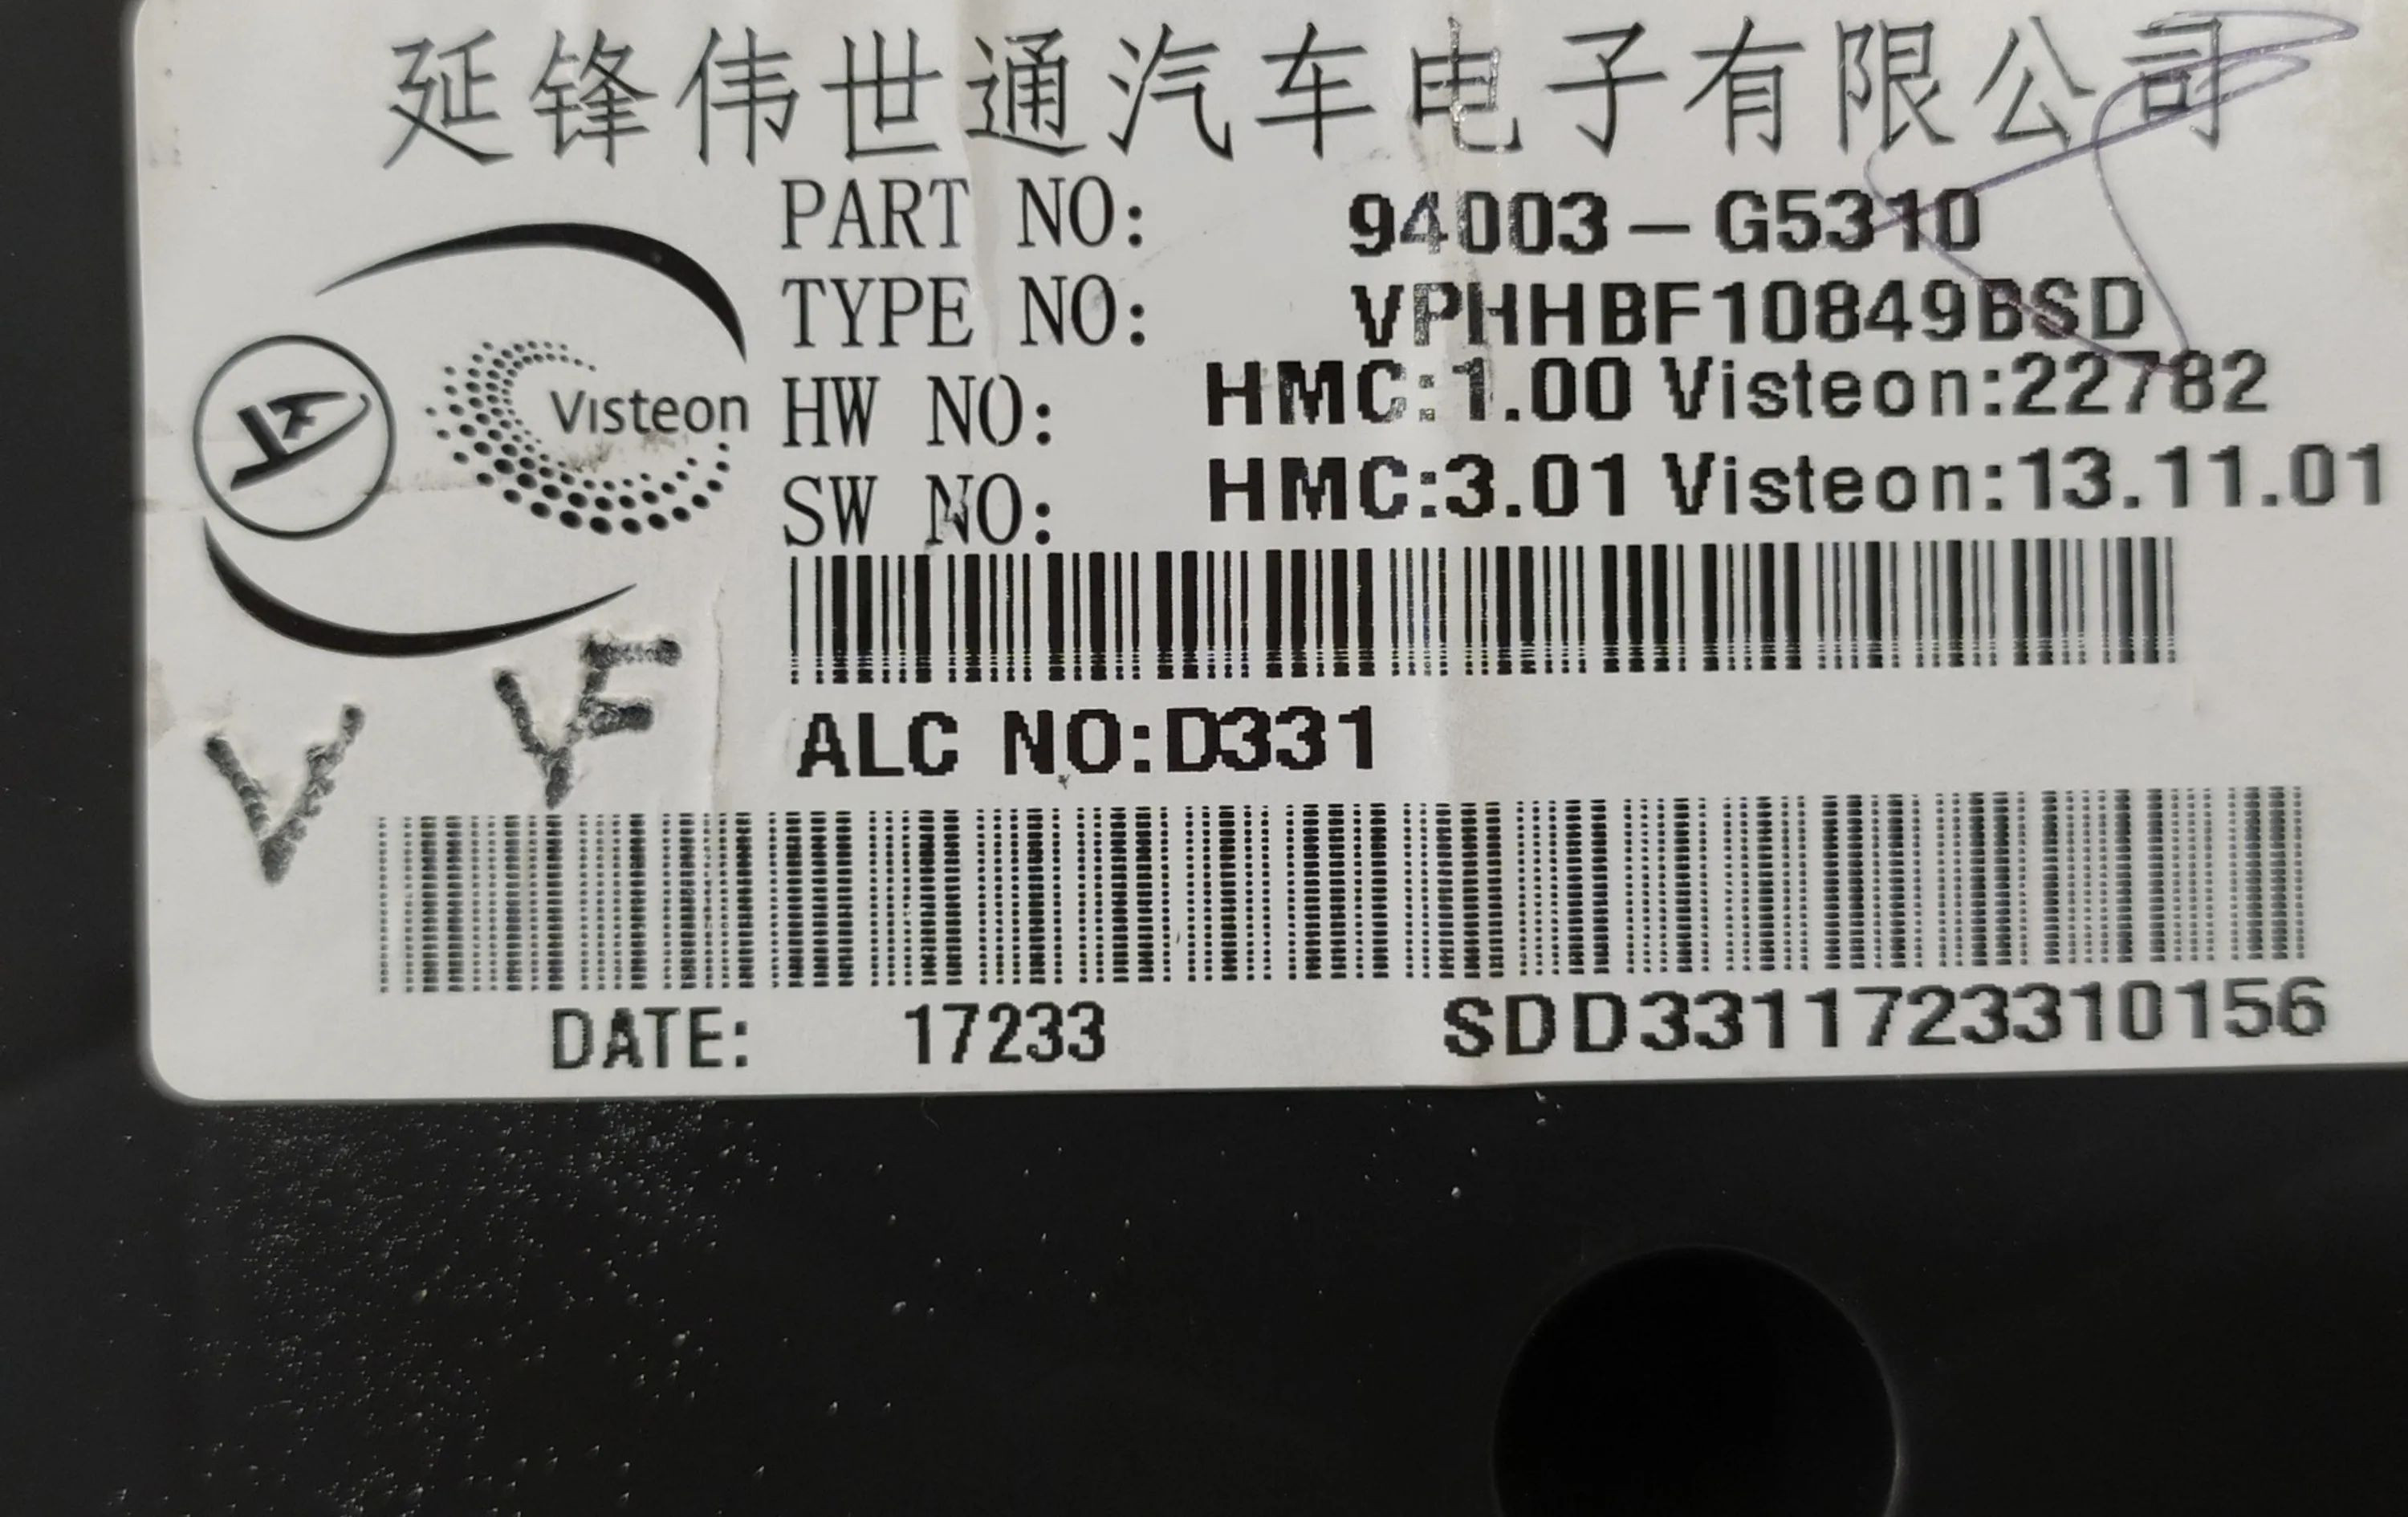 延锋伟世通汽车电子有限公司
PART NO: 94003-G5310
TYPE NO: VPHHBF10849BSD
Visteon
HW NO: HMC:1.00 Visteon:22782
SW NO: HMC:3.01 Visteon:13.11.01
V VF
ALC NO:D331
DATE: 17233 SDD3311723310156